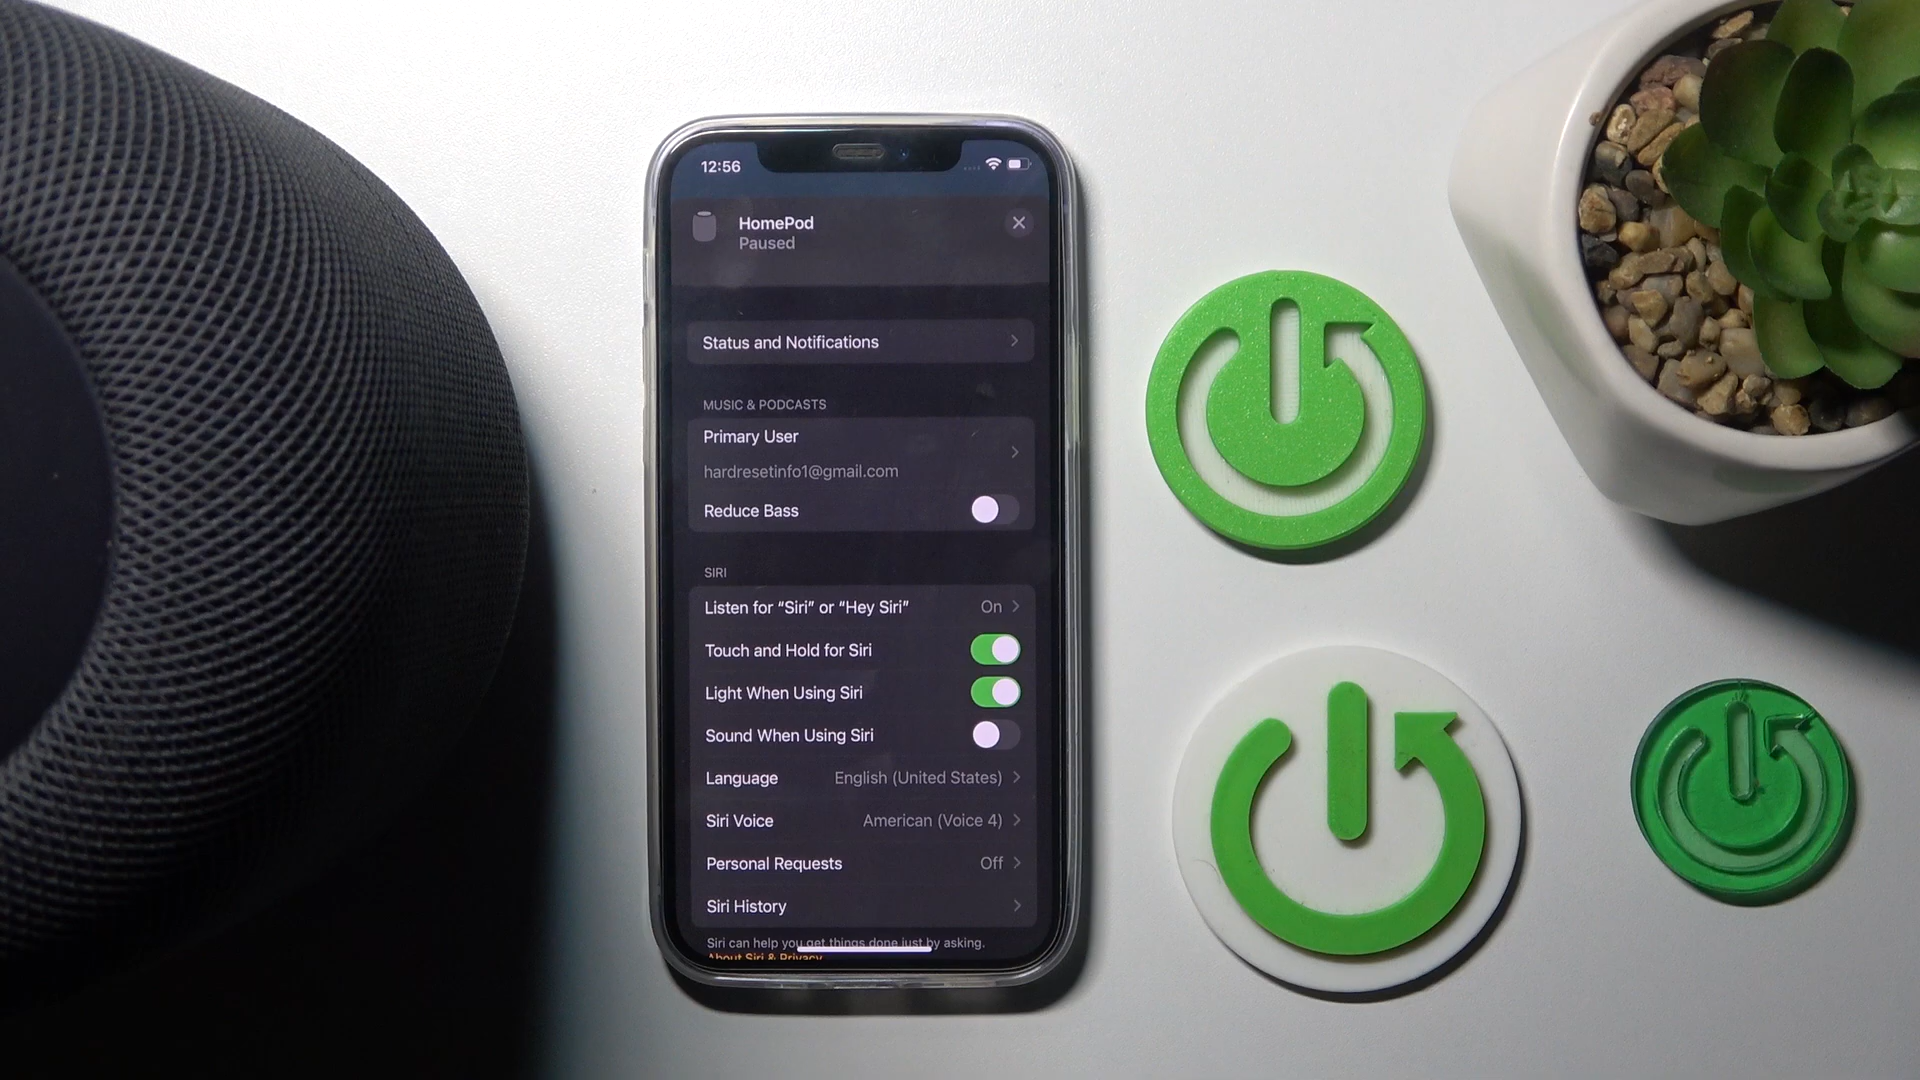 12:56
HomePod
Paused
Status and Notifications
MUSIC & PODCASTS
Primary User
hardresetinfo1@gmail.com
Reduce Bass
SIRI
Listen for “Siri” or “Hey Siri” On
Touch and Hold for Siri
Light When Using Siri
Sound When Using Siri
Language English (United States)
Siri Voice American (Voice 4)
Personal Requests Off
Siri History
Siri can help you get things done just by asking.
About Siri & Privacy